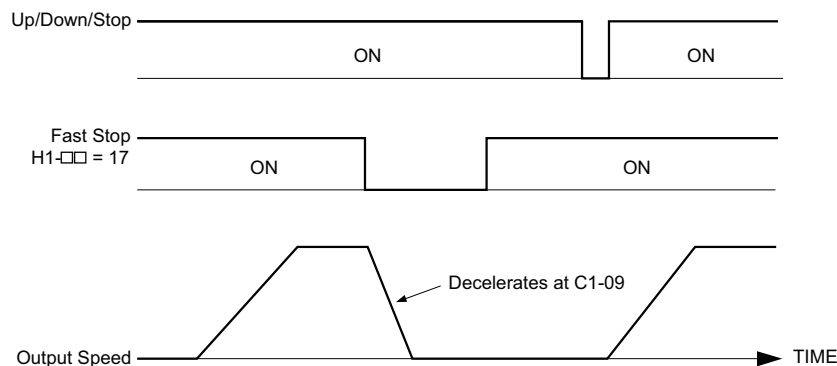 Up/Down/Stop
ON
ON
Fast Stop
H1-□□ = 17
ON
ON
Decelerates at C1-09
Output Speed
TIME